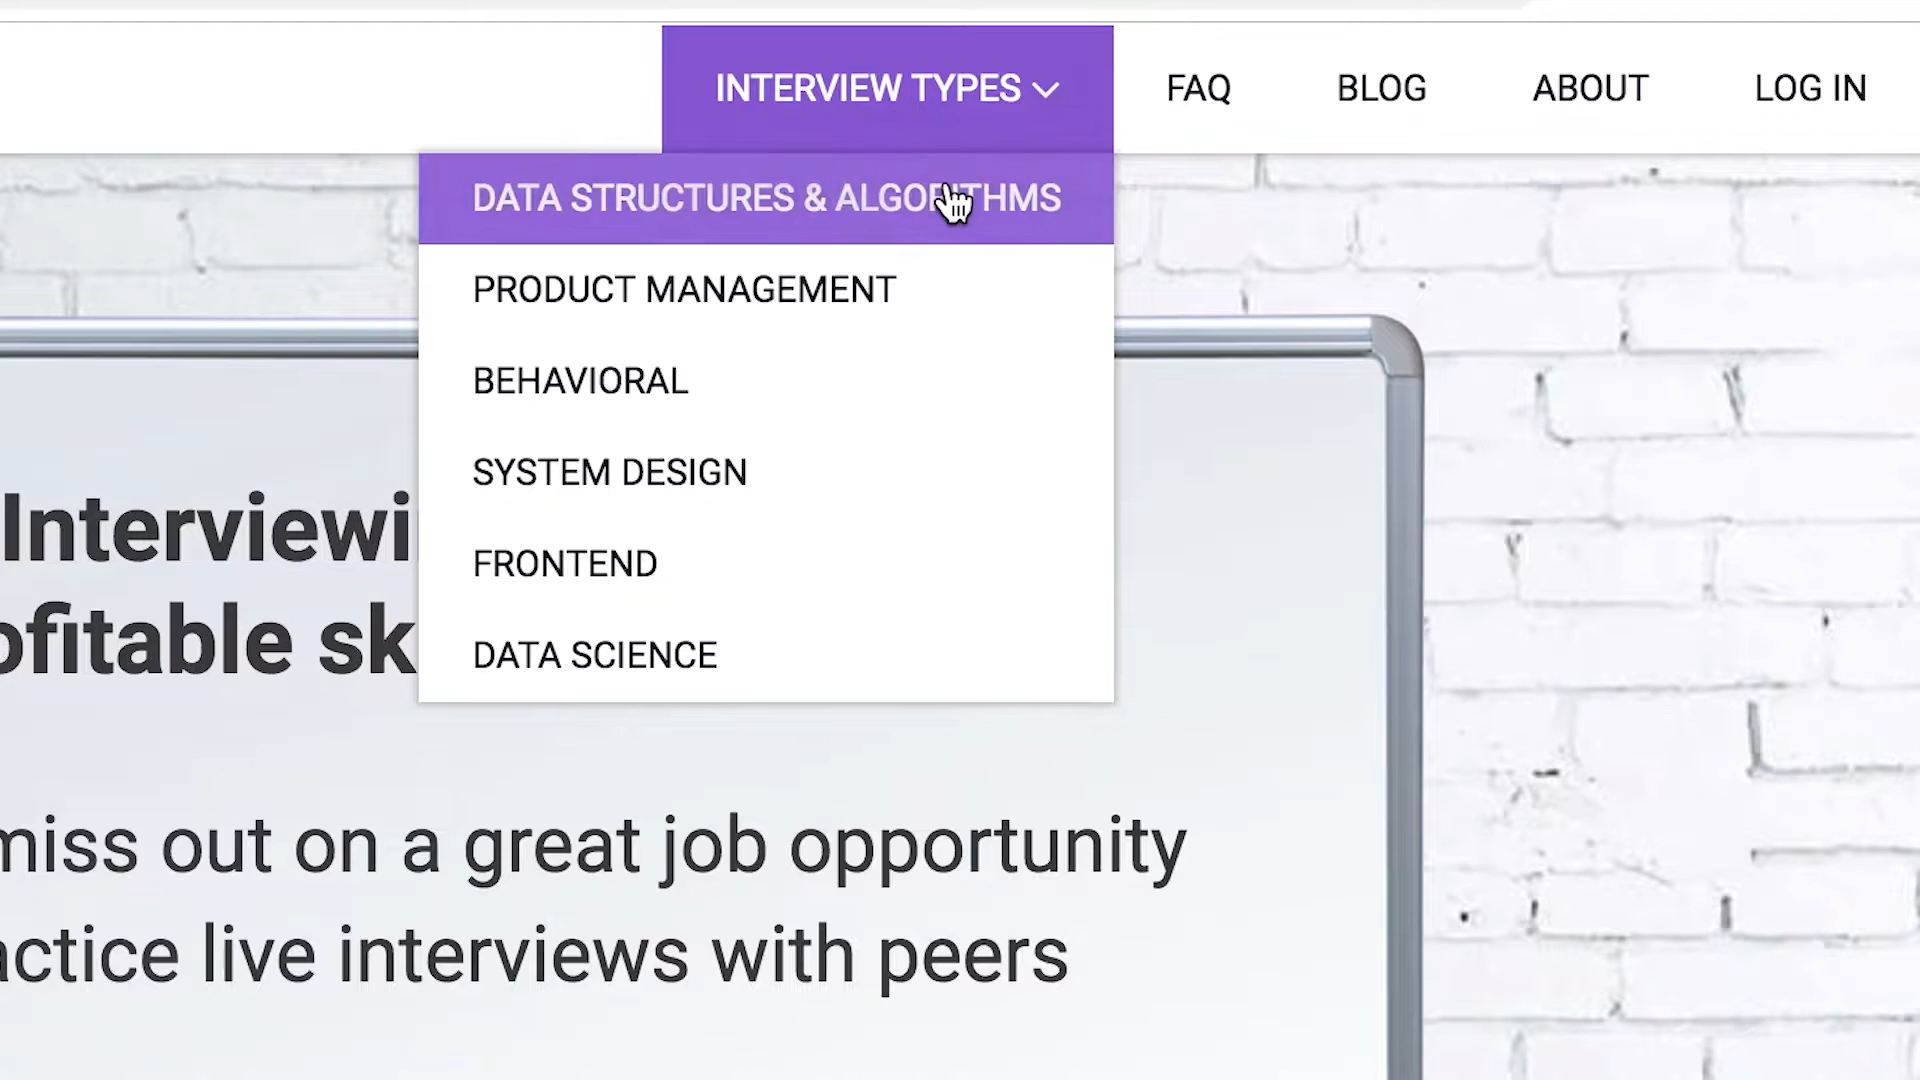 INTERVIEW TYPES FAQ BLOG ABOUT LOG IN
DATA STRUCTURES & ALGORITHMS
PRODUCT MANAGEMENT
BEHAVIORAL
SYSTEM DESIGN
FRONTEND
DATA SCIENCE
Interviewi
ofitable sk
miss out on a great job opportunity
actice live interviews with peers